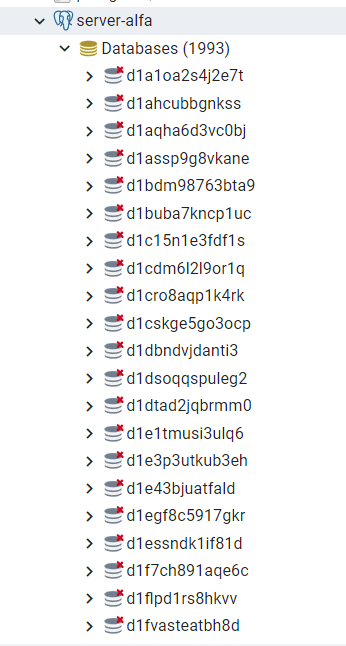 server-alfa
Databases (1993)
d1a1oa2s4j2e7t
d1ahcubbgnkss
d1aqha6d3vc0bj
d1assp9g8vkane
d1bdm98763bta9
d1buba7kncp1uc
d1c15n1e3fdf1s
d1cdm6l2l9or1q
d1cro8aqp1k4rk
d1cskge5go3ocp
d1dbndvjdanti3
d1dsoqqspuleg2
d1dtad2jqbrmm0
d1e1tmusi3ulq6
d1e3p3utkub3eh
d1e43bjuatfald
d1egf8c5917gkr
d1essndk1if81d
d1f7ch891aqe6c
d1flpd1rs8hkvv
d1fvasteatbh8d